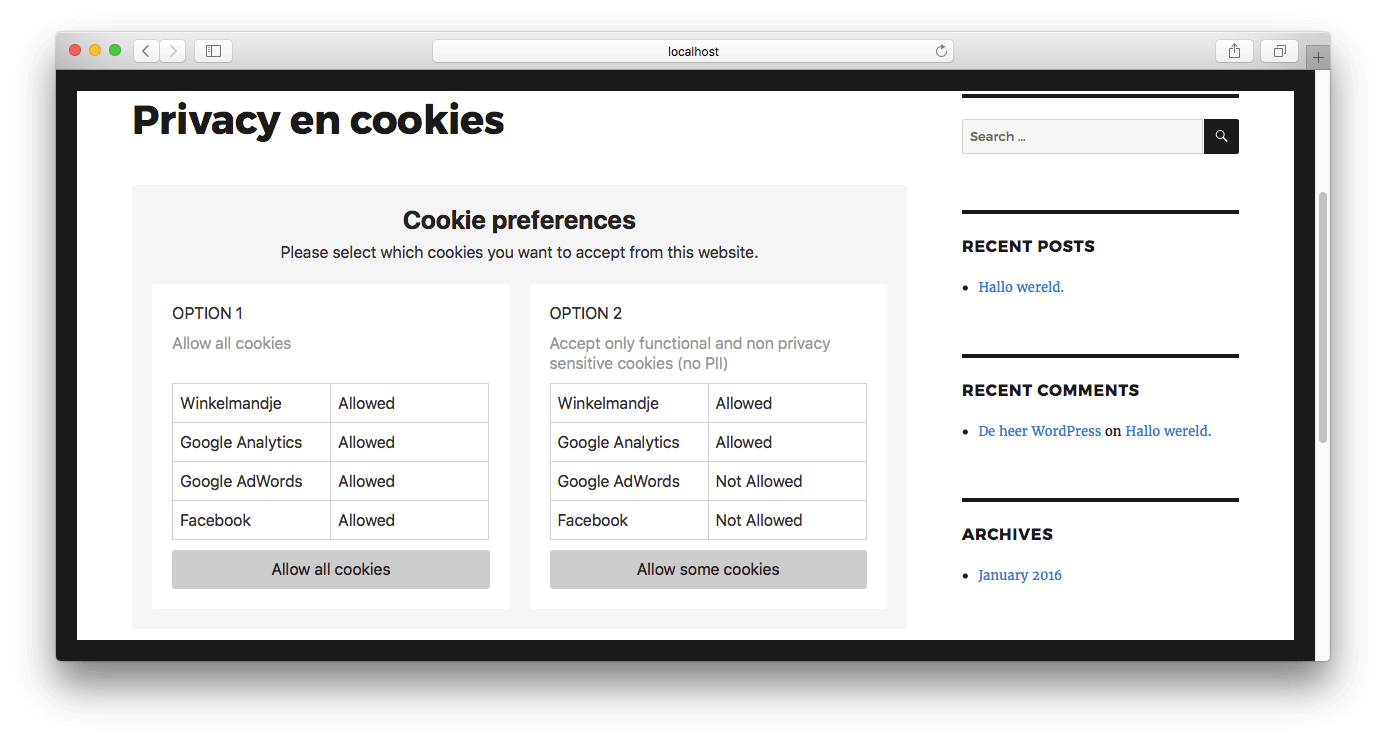 localhost
Privacy en cookies
Cookie preferences
Please select which cookies you want to accept from this website.
OPTION 1
Allow all cookies
Winkelmandje Allowed
Google Analytics Allowed
Google AdWords Allowed
Facebook Allowed
Allow all cookies
OPTION 2
Accept only functional and non privacy
sensitive cookies (no PII)
Winkelmandje Allowed
Google Analytics Allowed
Google AdWords Not Allowed
Facebook Not Allowed
Allow some cookies
Search ...
RECENT POSTS
Hallo wereld.
RECENT COMMENTS
De heer WordPress on Hallo wereld.
ARCHIVES
January 2016